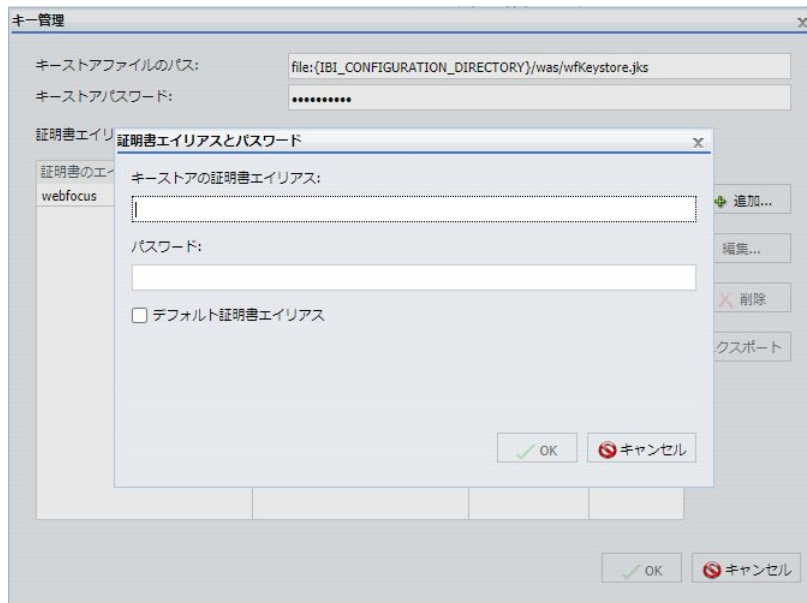 キー管理
x
キーストアファイルのパス:
file:{IBI_CONFIGURATION_DIRECTORY}/was/wfKeystore.jks
キーストアパスワード:
••••••••••
証明書エイリ
証明書エイリアスとパスワード
x
証明書のエ
webfocus
キーストアの証明書エイリアス:
追加...
パスワード:
編集...
削除
デフォルト証明書エイリアス
クスポート
OK
キャンセル
OK
キャンセル